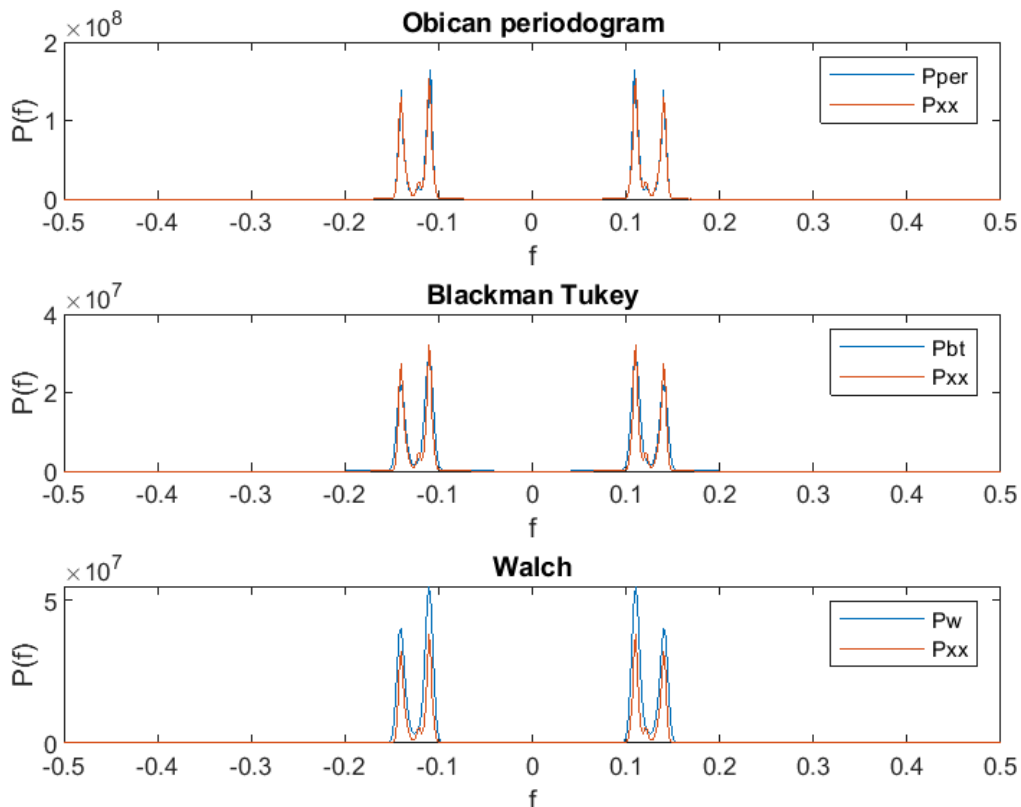 Obican periodogram
×10^8
P(f)
2
1
0
Pper
Pxx
-0.5 -0.4 -0.3 -0.2 -0.1 0 0.1 0.2 0.3 0.4 0.5
f
Blackman Tukey
×10^7
P(f)
4
2
0
Pbt
Pxx
-0.5 -0.4 -0.3 -0.2 -0.1 0 0.1 0.2 0.3 0.4 0.5
f
Walch
×10^7
P(f)
5
0
Pw
Pxx
-0.5 -0.4 -0.3 -0.2 -0.1 0 0.1 0.2 0.3 0.4 0.5
f